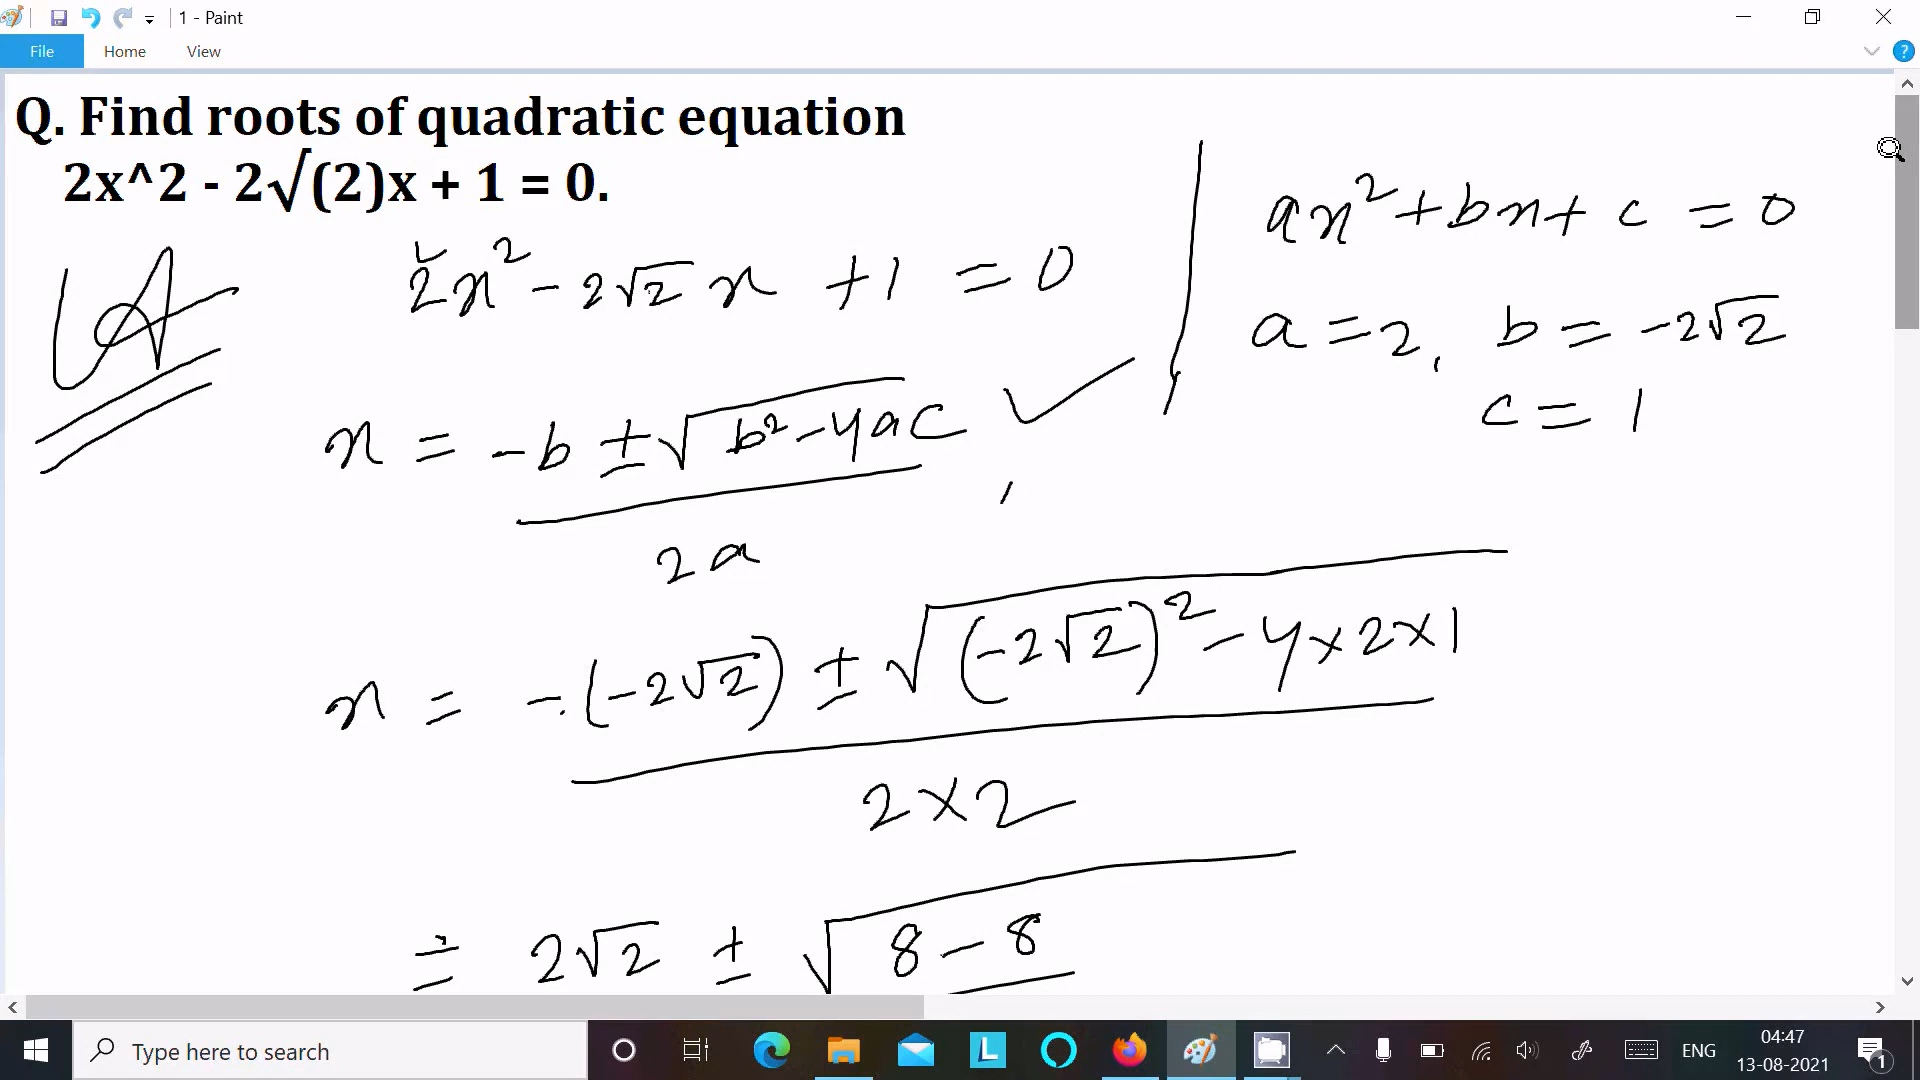 1 - Paint
File Home View
Q. Find roots of quadratic equation
2x^2 - 2√(2)x + 1 = 0.
2x² - 2√2 x + 1 = 0
ax² + bx + c = 0
a = 2, b = -2√2
c = 1
x = -b ± √b² - 4ac
2a
x = -(-2√2) ± √(-2√2)² - 4×2×1
2×2
= 2√2 ± √8 - 8
Type here to search
ENG
04:47
13-08-2021
1